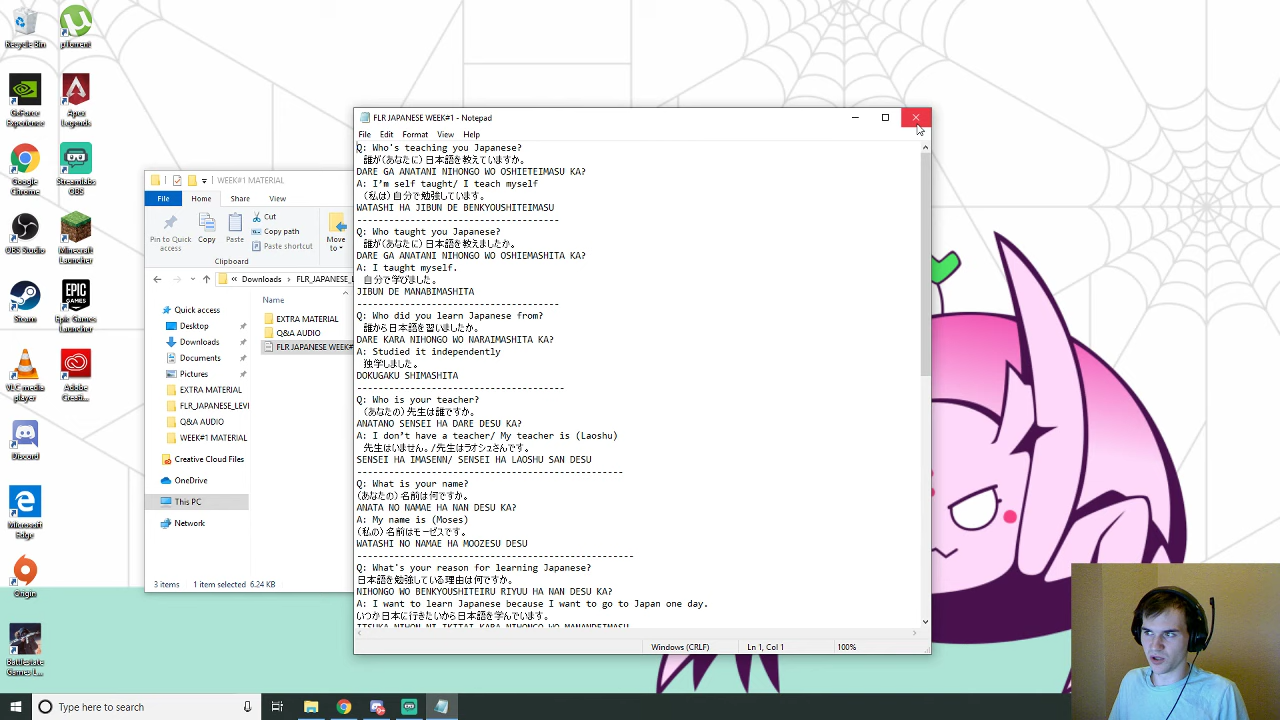 Recycle Bin
µTorrent
GeForce Experience
Apex Legends
Google Chrome
Streamlabs OBS
OBS Studio
Minecraft Launcher
Steam
Epic Games Launcher
VLC media player
Adobe Creati...
Discord
Microsoft Edge
Origin
Battlestate Games L...
WEEK#1 MATERIAL
File
Home
Share
View
Pin to Quick access
Copy
Paste
Cut
Copy path
Paste shortcut
Move to
Clipboard
Downloads
FLR_JAPANESE_L
Name
Quick access
Desktop
Downloads
Documents
Pictures
EXTRA MATERIAL
FLR_JAPANESE_LEVI
Q&A AUDIO
WEEK#1 MATERIAL
Creative Cloud Files
OneDrive
This PC
Network
EXTRA MATERIAL
Q&A AUDIO
FLR JAPANESE WEEK#
3 items
1 item selected 6.24 KB
FLR JAPANESE WEEK#1 - Notepad
File Edit Format View Help
Q: Who's teaching you Japanese?
誰が(あなたに)日本語を教えていますか。
DARE GA ANATANI NIHONGO WO OSHIETEIMASU KA?
A: I'm self taught/ I teach myself
(私は)自分で勉強しています。
WATASHI HA JIBUN DE BENKYOUSHITEIMASU
----------------------------------------
Q: Who taught you Japanese?
誰が(あなたに)日本語を教えましたか。
DARE GA ANATANI NIHONGO WO OSHIEMASHITA KA?
A: I taught myself.
自分で学びました。
JIBUN DE MANABIMASHITA
----------------------------------------
Q: Who did you learn Japanese from?
誰から日本語を習いましたか。
DARE KARA NIHONGO WO NARAIMASHITA KA?
A: Studied it independently
独学しました。
DOKUGAKU SHIMASHITA
-----------------------------------------
Q: Who is your teacher?
(あなたの)先生は誰ですか。
ANATANO SENSEI HA DARE DESU KA?
A: I don't have a teacher/ My teacher is (Laoshu)
先生はいません。/先生はラオシュさんです。
SENSEI HA IMASENN/ SENSEI HA LAOSHU SAN DESU
----------------------------------------------------
Q: What is your name?
(あなたの)名前は何ですか。
ANATA NO NAMAE HA NAN DESU KA?
A: My name is (Moses)
(私の)名前はモーゼスです。
WATASHI NO NAMAE HA MOOZESU DESU
------------------------------------------------------
Q: What's your reason for learning Japanese?
日本語を勉強している理由は何ですか。
NIHONGO WO BENKYOUSHITEIRU RIYUU HA NAN DESU KA?
A: I want to learn Japanese because I want to go to Japan one day.
いつか日本に行きたいから日本語を学んでいます。
ITSUKA NIHON NI IKITAI KARA NIHONGO WO MANANDEIMASU
Windows (CRLF)
Ln 1, Col 1
100%
Type here to search